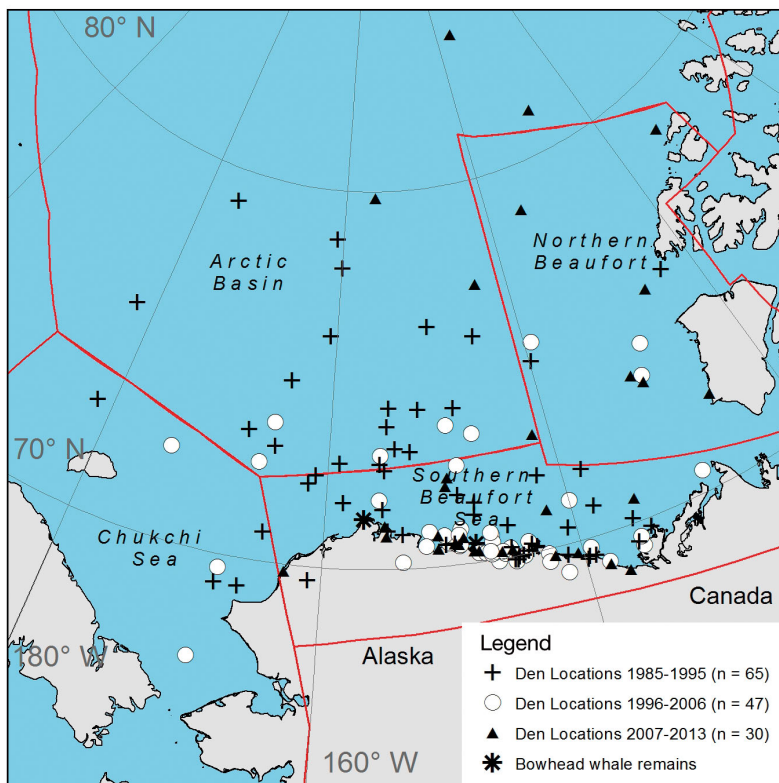 80° N
Arctic
Basin
Northern
Beaufort
70° N
Southern
Beaufort
Sea
Chukchi
Sea
180° W
Alaska
Canada
160° W
Legend
Den Locations 1985-1995 (n = 65)
Den Locations 1996-2006 (n = 47)
Den Locations 2007-2013 (n = 30)
Bowhead whale remains